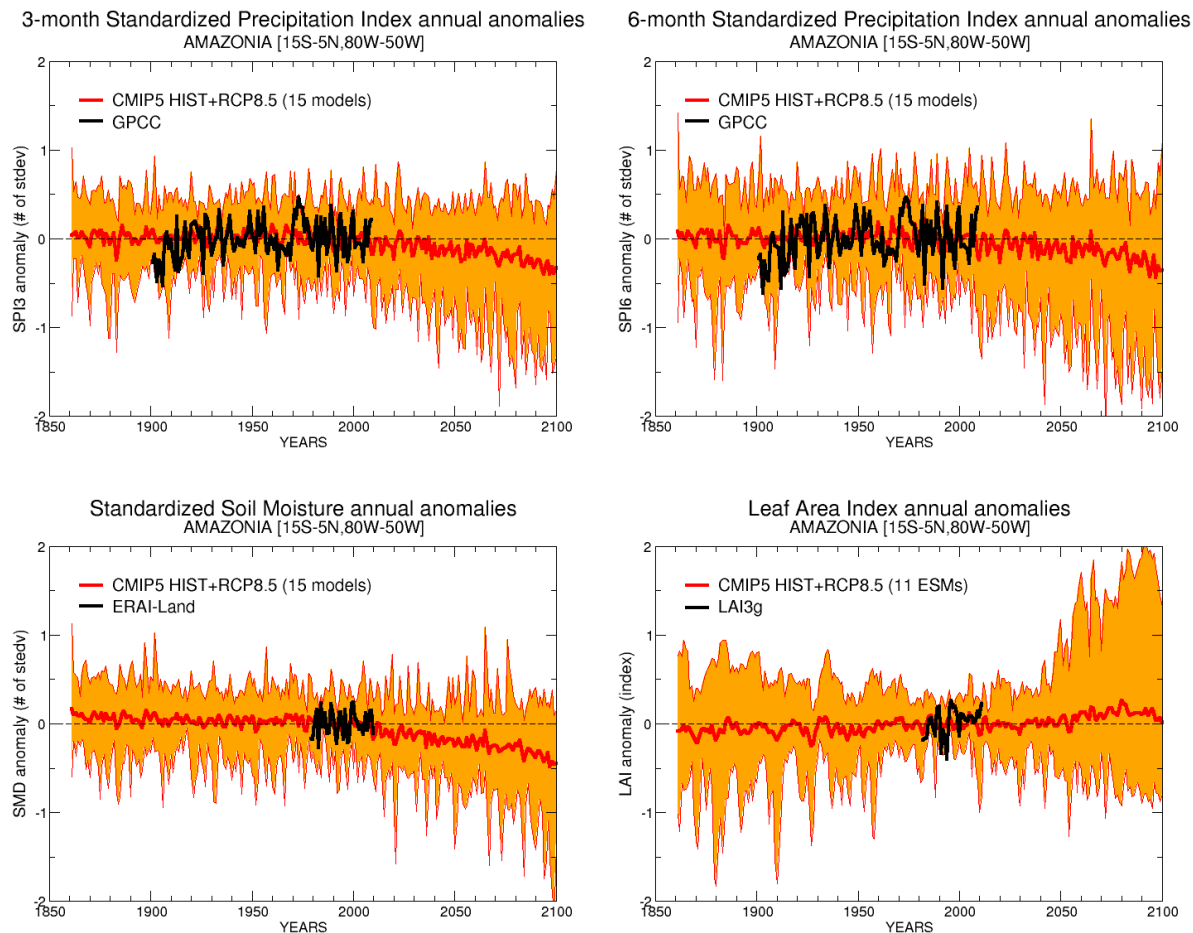 3-month Standardized Precipitation Index annual anomalies
AMAZONIA [15S-5N,80W-50W]
2
1
0
-1
-2
SPI3 anomaly (# of stdev)
CMIP5 HIST+RCP8.5 (15 models)
GPCC
1850 1900 1950 2000 2050 2100
YEARS
6-month Standardized Precipitation Index annual anomalies
AMAZONIA [15S-5N,80W-50W]
2
1
0
-1
-2
SPI6 anomaly (# of stdev)
CMIP5 HIST+RCP8.5 (15 models)
GPCC
1850 1900 1950 2000 2050 2100
YEARS
Standardized Soil Moisture annual anomalies
AMAZONIA [15S-5N,80W-50W]
2
1
0
-1
-2
SMD anomaly (# of stedv)
CMIP5 HIST+RCP8.5 (15 models)
ERAI-Land
1850 1900 1950 2000 2050 2100
YEARS
Leaf Area Index annual anomalies
AMAZONIA [15S-5N,80W-50W]
2
1
0
-1
-2
LAI anomaly (index)
CMIP5 HIST+RCP8.5 (11 ESMs)
LAI3g
1850 1900 1950 2000 2050 2100
YEARS